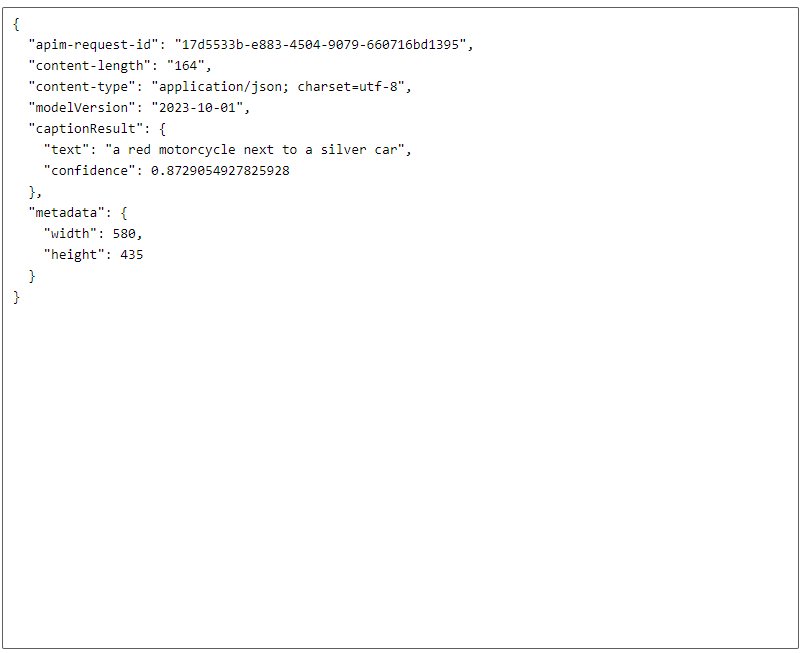 {
  "apim-request-id": "17d5533b-e883-4504-9079-660716bd1395",
  "content-length": "164",
  "content-type": "application/json; charset=utf-8",
  "modelVersion": "2023-10-01",
  "captionResult": {
    "text": "a red motorcycle next to a silver car",
    "confidence": 0.8729054927825928
  },
  "metadata": {
    "width": 580,
    "height": 435
  }
}